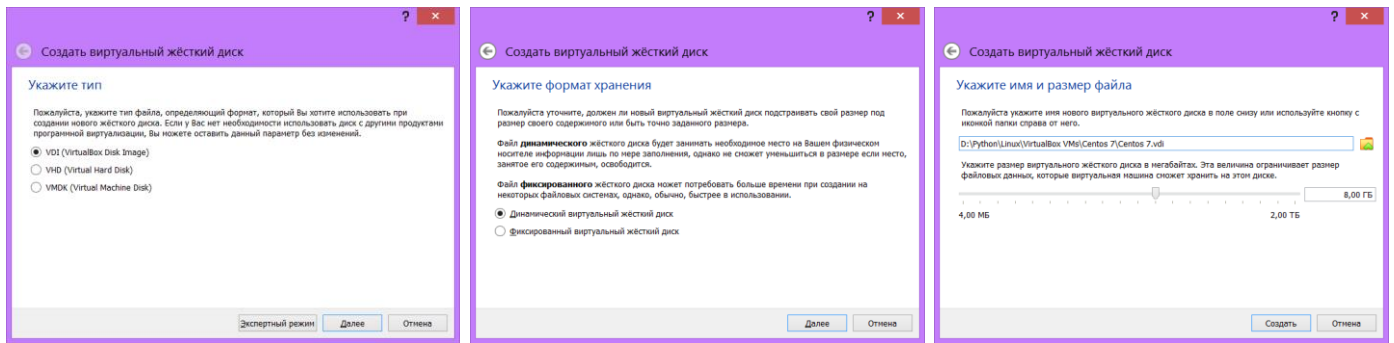 ?
×
Создать виртуальный жёсткий диск
Укажите тип
Пожалуйста, укажите тип файла, определяющий формат, который Вы хотите использовать при
создании нового жёсткого диска. Если у Вас нет необходимости использовать диск с другими продуктами
программной виртуализации, Вы можете оставить данный параметр без изменений.
VDI (VirtualBox Disk Image)
VHD (Virtual Hard Disk)
VMDK (Virtual Machine Disk)
Экспертный режим
Далее
Отмена
?
×
Создать виртуальный жёсткий диск
Укажите формат хранения
Пожалуйста уточните, должен ли новый виртуальный жёсткий диск подстраивать свой размер под
размер своего содержимого или быть точно заданного размера.
Файл динамического жёсткого диска будет занимать необходимое место на Вашем физическом
носителе информации лишь по мере заполнения, однако не сможет уменьшиться в размере если место,
занятое его содержимым, освободится.
Файл фиксированного жёсткого диска может потребовать больше времени при создании на
некоторых файловых системах, однако, обычно, быстрее в использовании.
Динамический виртуальный жёсткий диск
Фиксированный виртуальный жёсткий диск
Далее
Отмена
?
×
Создать виртуальный жёсткий диск
Укажите имя и размер файла
Пожалуйста укажите имя нового виртуального жёсткого диска в поле снизу или используйте кнопку с
иконкой папки справа от него.
D:\Python\Linux\VirtualBox VMs\Centos 7\Centos 7.vdi
Укажите размер виртуального жёсткого диска в мегабайтах. Эта величина ограничивает размер
файловых данных, которые виртуальная машина сможет хранить на этом диске.
8,00 ГБ
4,00 МБ
2,00 ТБ
Создать
Отмена